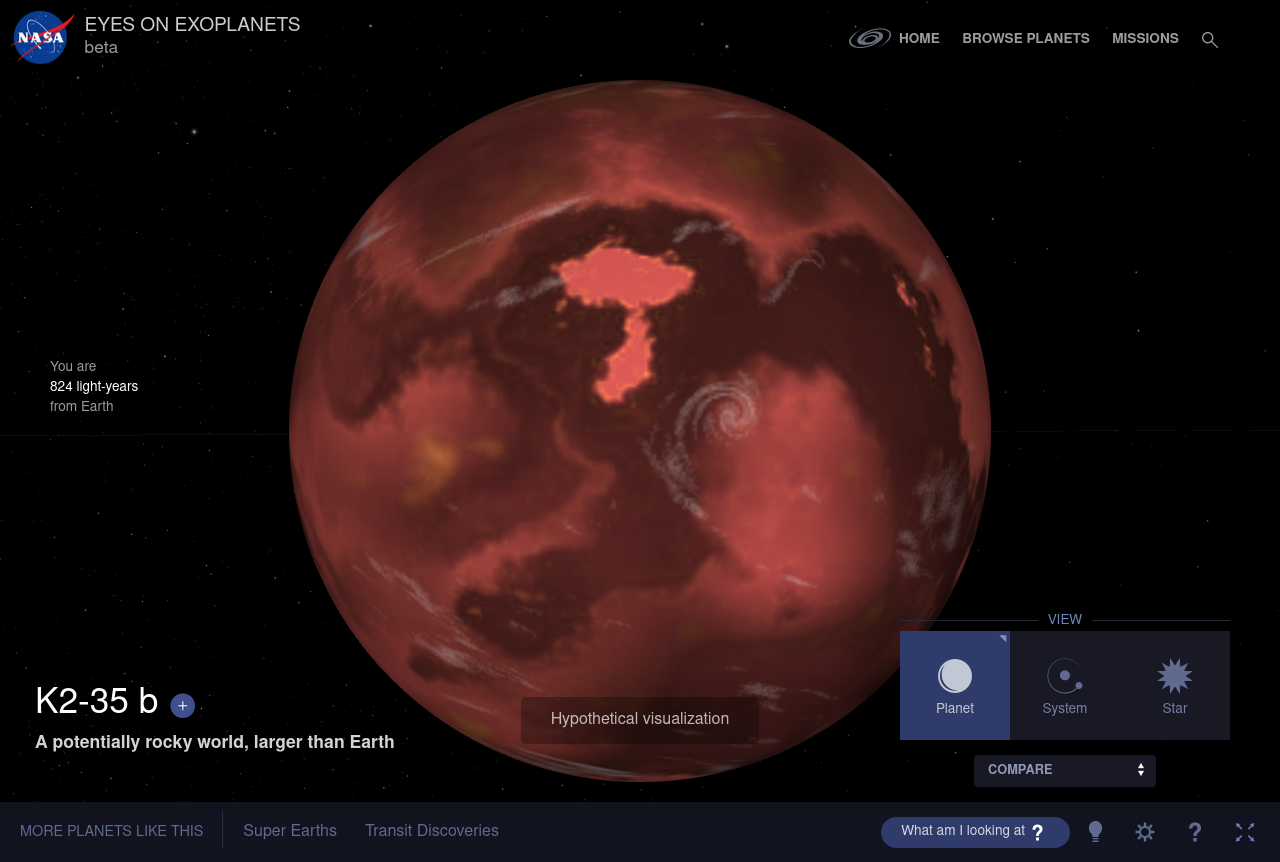 NASA
EYES ON EXOPLANETS
beta
HOME
BROWSE PLANETS
MISSIONS
You are
824 light-years
from Earth
VIEW
Planet
System
Star
COMPARE
K2-35 b +
A potentially rocky world, larger than Earth
Hypothetical visualization
MORE PLANETS LIKE THIS
Super Earths
Transit Discoveries
What am I looking at ?
?